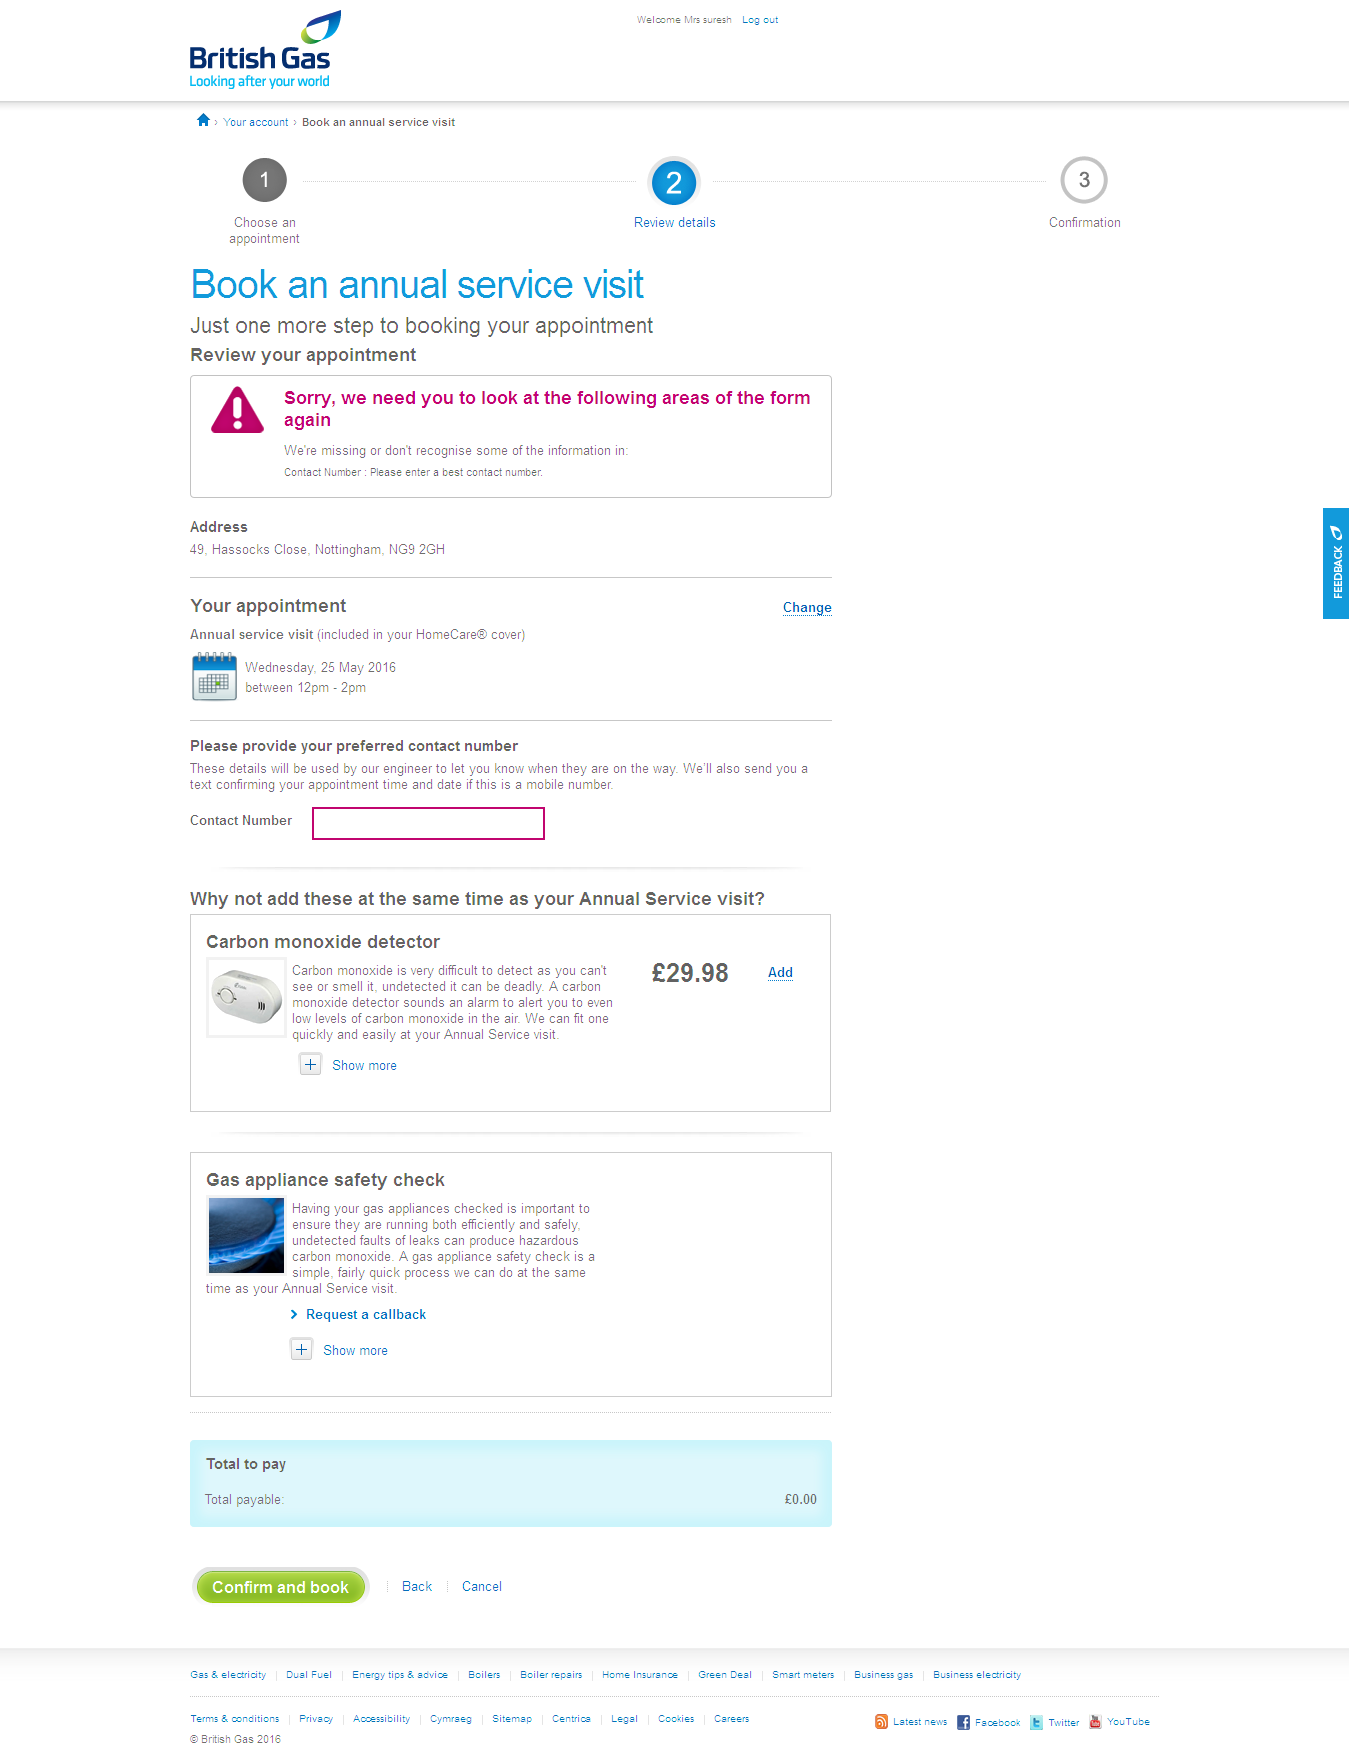 British Gas
Looking after your world
Welcome Mrs suresh Log out
› Your account › Book an annual service visit
1
2
3
Choose an
appointment
Review details
Confirmation
Book an annual service visit
Just one more step to booking your appointment
Review your appointment
Sorry, we need you to look at the following areas of the form
again
We're missing or don't recognise some of the information in:
Contact Number : Please enter a best contact number.
Address
49, Hassocks Close, Nottingham, NG9 2GH
FEEDBACK
Your appointment
Change
Annual service visit (included in your HomeCare® cover)
Wednesday, 25 May 2016
between 12pm - 2pm
Please provide your preferred contact number
These details will be used by our engineer to let you know when they are on the way. We'll also send you a
text confirming your appointment time and date if this is a mobile number.
Contact Number
Why not add these at the same time as your Annual Service visit?
Carbon monoxide detector
Carbon monoxide is very difficult to detect as you can't
see or smell it, undetected it can be deadly. A carbon
monoxide detector sounds an alarm to alert you to even
low levels of carbon monoxide in the air. We can fit one
quickly and easily at your Annual Service visit.
£29.98
Add
Show more
Gas appliance safety check
Having your gas appliances checked is important to
ensure they are running both efficiently and safely,
undetected faults of leaks can produce hazardous
carbon monoxide. A gas appliance safety check is a
simple, fairly quick process we can do at the same
time as your Annual Service visit.
Request a callback
Show more
Total to pay
Total payable: £0.00
Confirm and book Back Cancel
Gas & electricity Dual Fuel Energy tips & advice Boilers Boiler repairs Home Insurance Green Deal Smart meters Business gas Business electricity
Terms & conditions Privacy Accessibility Cymraeg Sitemap Centrica Legal Cookies Careers
Latest news Facebook Twitter YouTube
© British Gas 2016